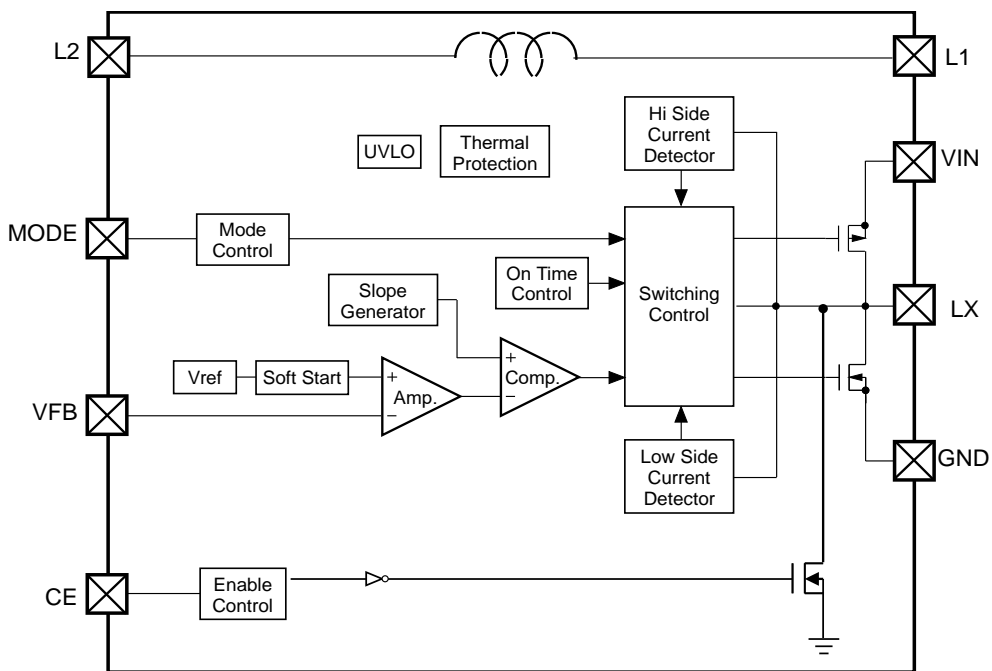 L2
L1
Hi Side
Current
Detector
UVLO
Thermal
Protection
VIN
MODE
Mode
Control
On Time
Control
Switching
Control
Slope
Generator
LX
+
−
Comp.
Vref
Soft Start
+
−
Amp.
VFB
Low Side
Current
Detector
GND
CE
Enable
Control